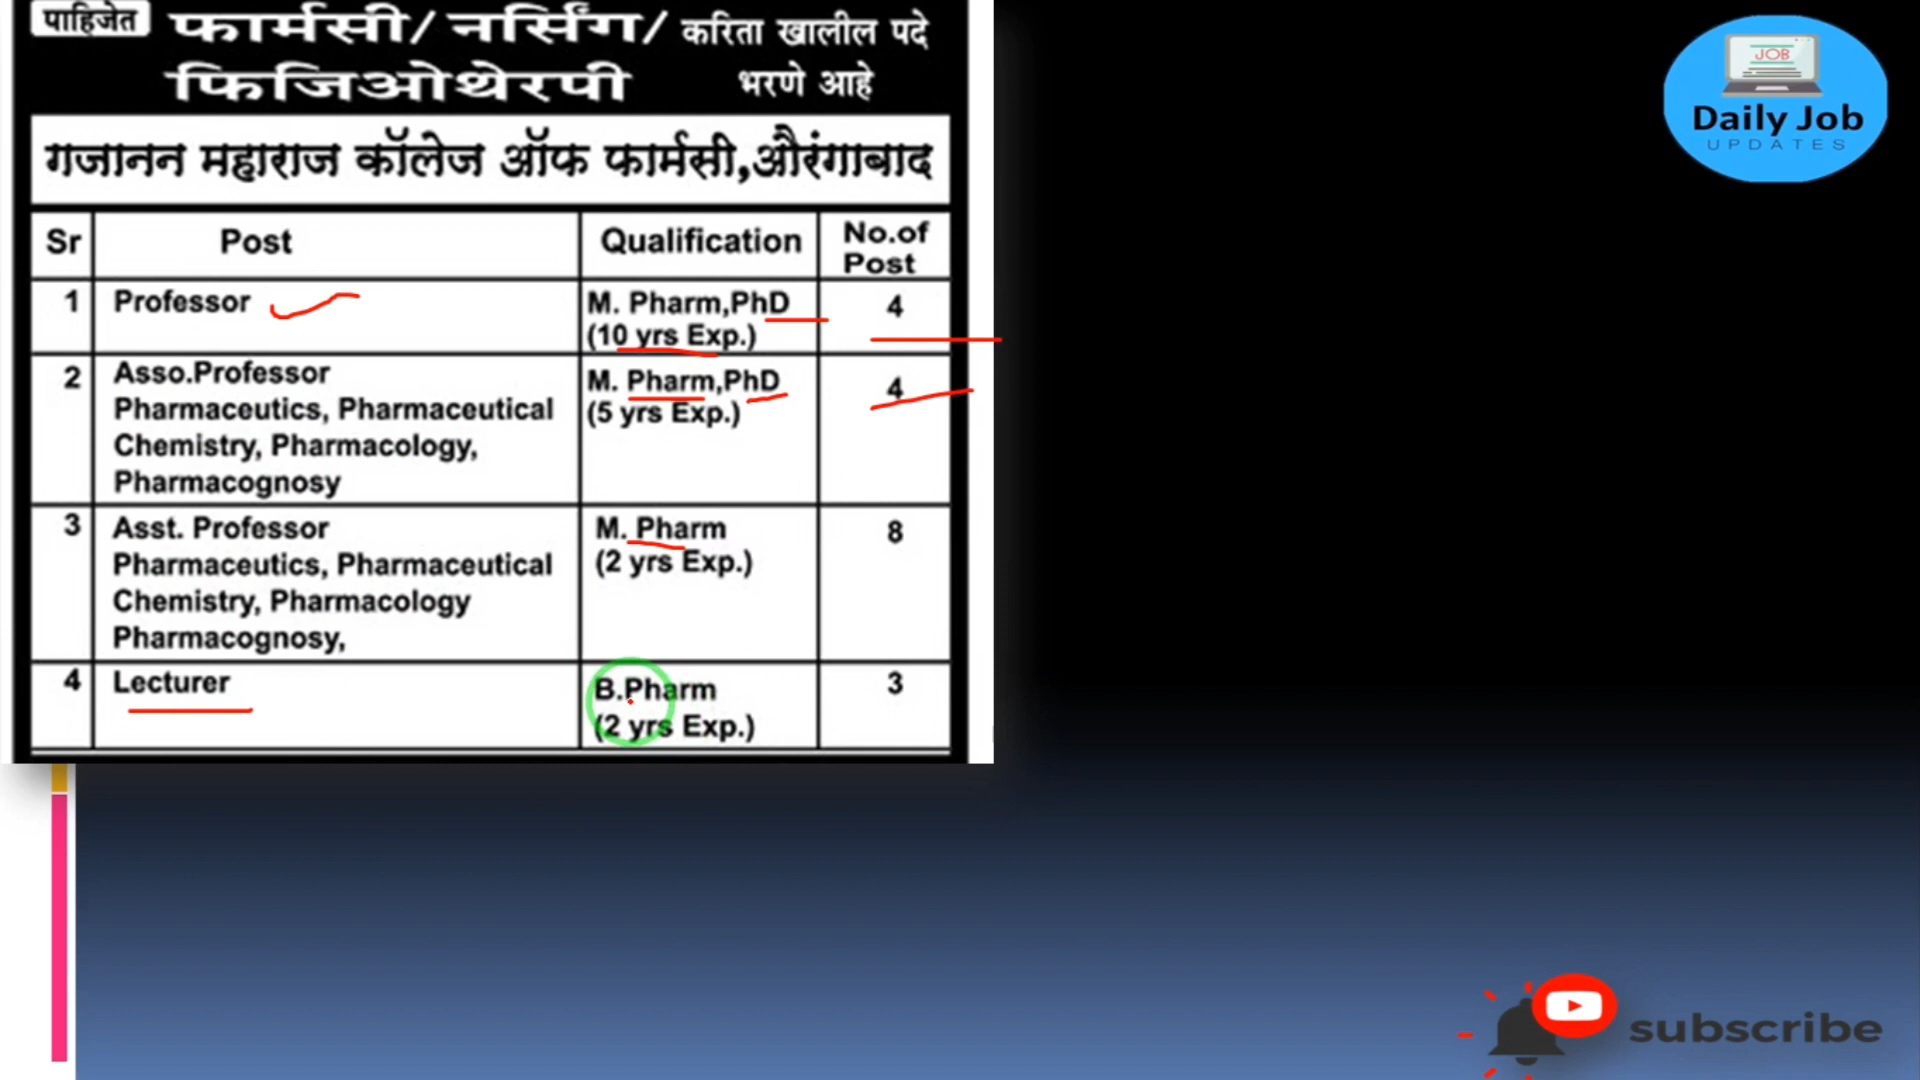 पाहिजेत फार्मसी/ नर्सिंग/ करिता खालील पदे
फिजिओथेरपी भरणे आहे
गजानन महाराज कॉलेज ऑफ फार्मसी,औरंगाबाद
Sr Post Qualification No.of Post
1 Professor M. Pharm,PhD 4
(10 yrs Exp.)
2 Asso.Professor M. Pharm,PhD 4
Pharmaceutics, Pharmaceutical (5 yrs Exp.)
Chemistry, Pharmacology,
Pharmacognosy
3 Asst. Professor M. Pharm 8
Pharmaceutics, Pharmaceutical (2 yrs Exp.)
Chemistry, Pharmacology
Pharmacognosy,
4 Lecturer B.Pharm 3
(2 yrs Exp.)
JOB
Daily Job
UPDATES
subscribe